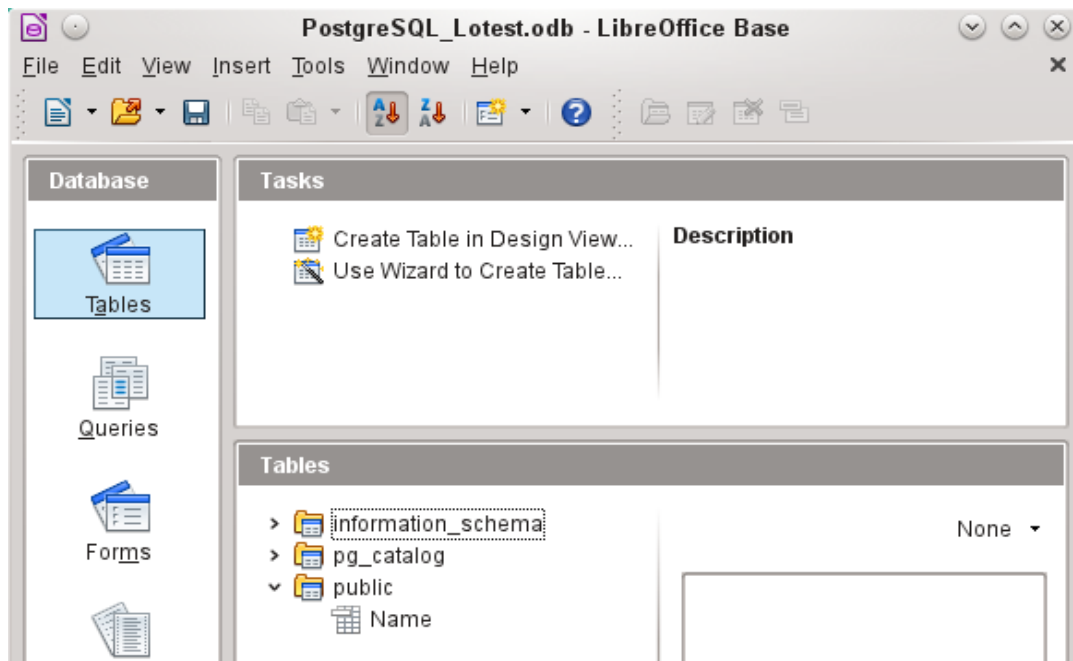 PostgreSQL_Lotest.odb - LibreOffice Base
File Edit View Insert Tools Window Help
Database
Tasks
Create Table in Design View...
Use Wizard to Create Table...
Description
Tables
Queries
Forms
Tables
information_schema
pg_catalog
public
Name
None